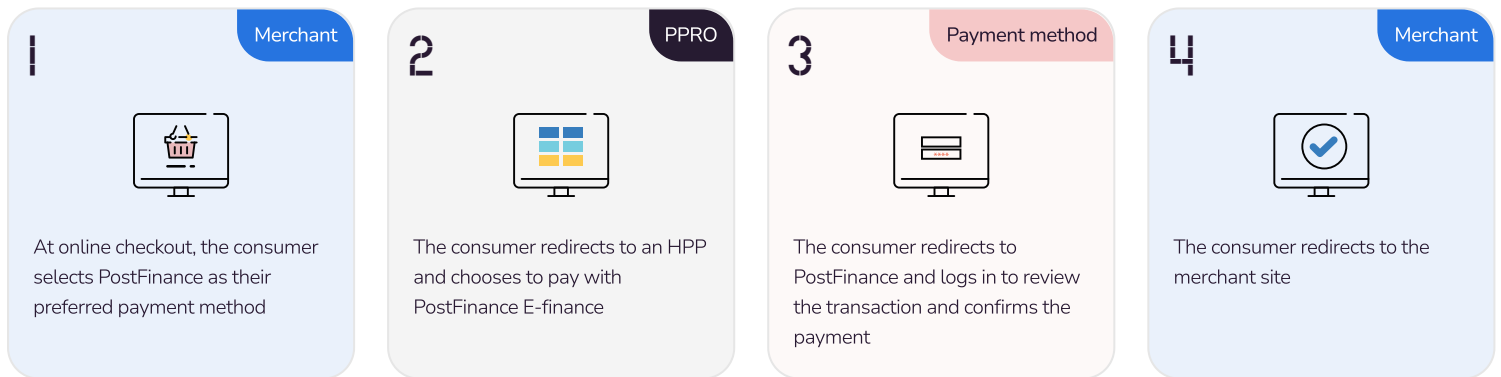 1
Merchant
At online checkout, the consumer
selects PostFinance as their
preferred payment method
2
PPRO
The consumer redirects to an HPP
and chooses to pay with
PostFinance E-finance
3
Payment method
The consumer redirects to
PostFinance and logs in to review
the transaction and confirms the
payment
4
Merchant
The consumer redirects to the
merchant site